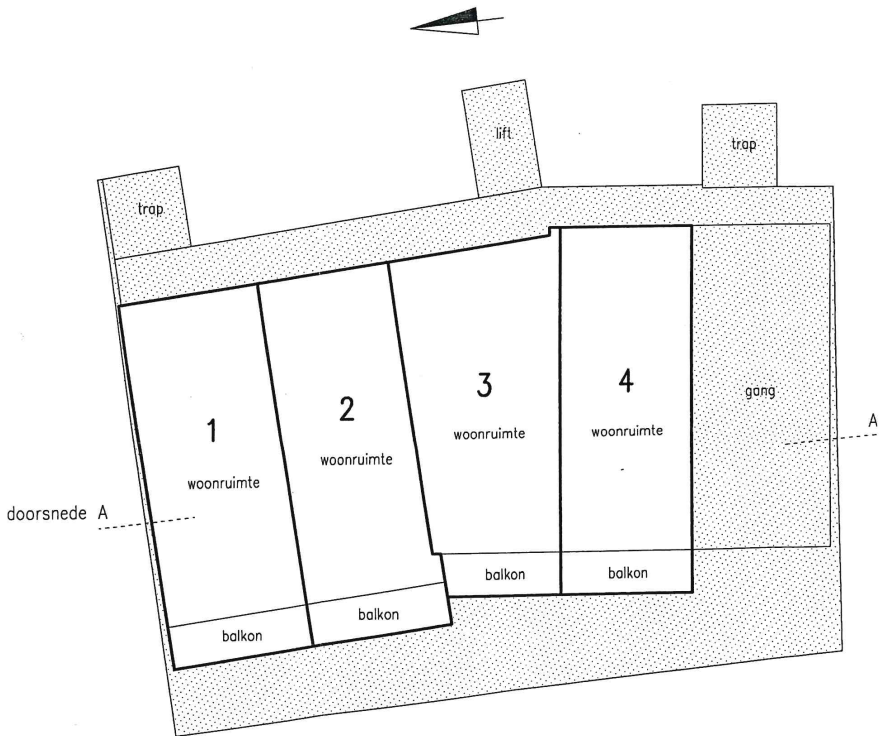 lift
trap
trap
3
4
gang
2
1
woonruimte
woonruimte
woonruimte
woonruimte
A
doorsnede A
balkon
balkon
balkon
balkon